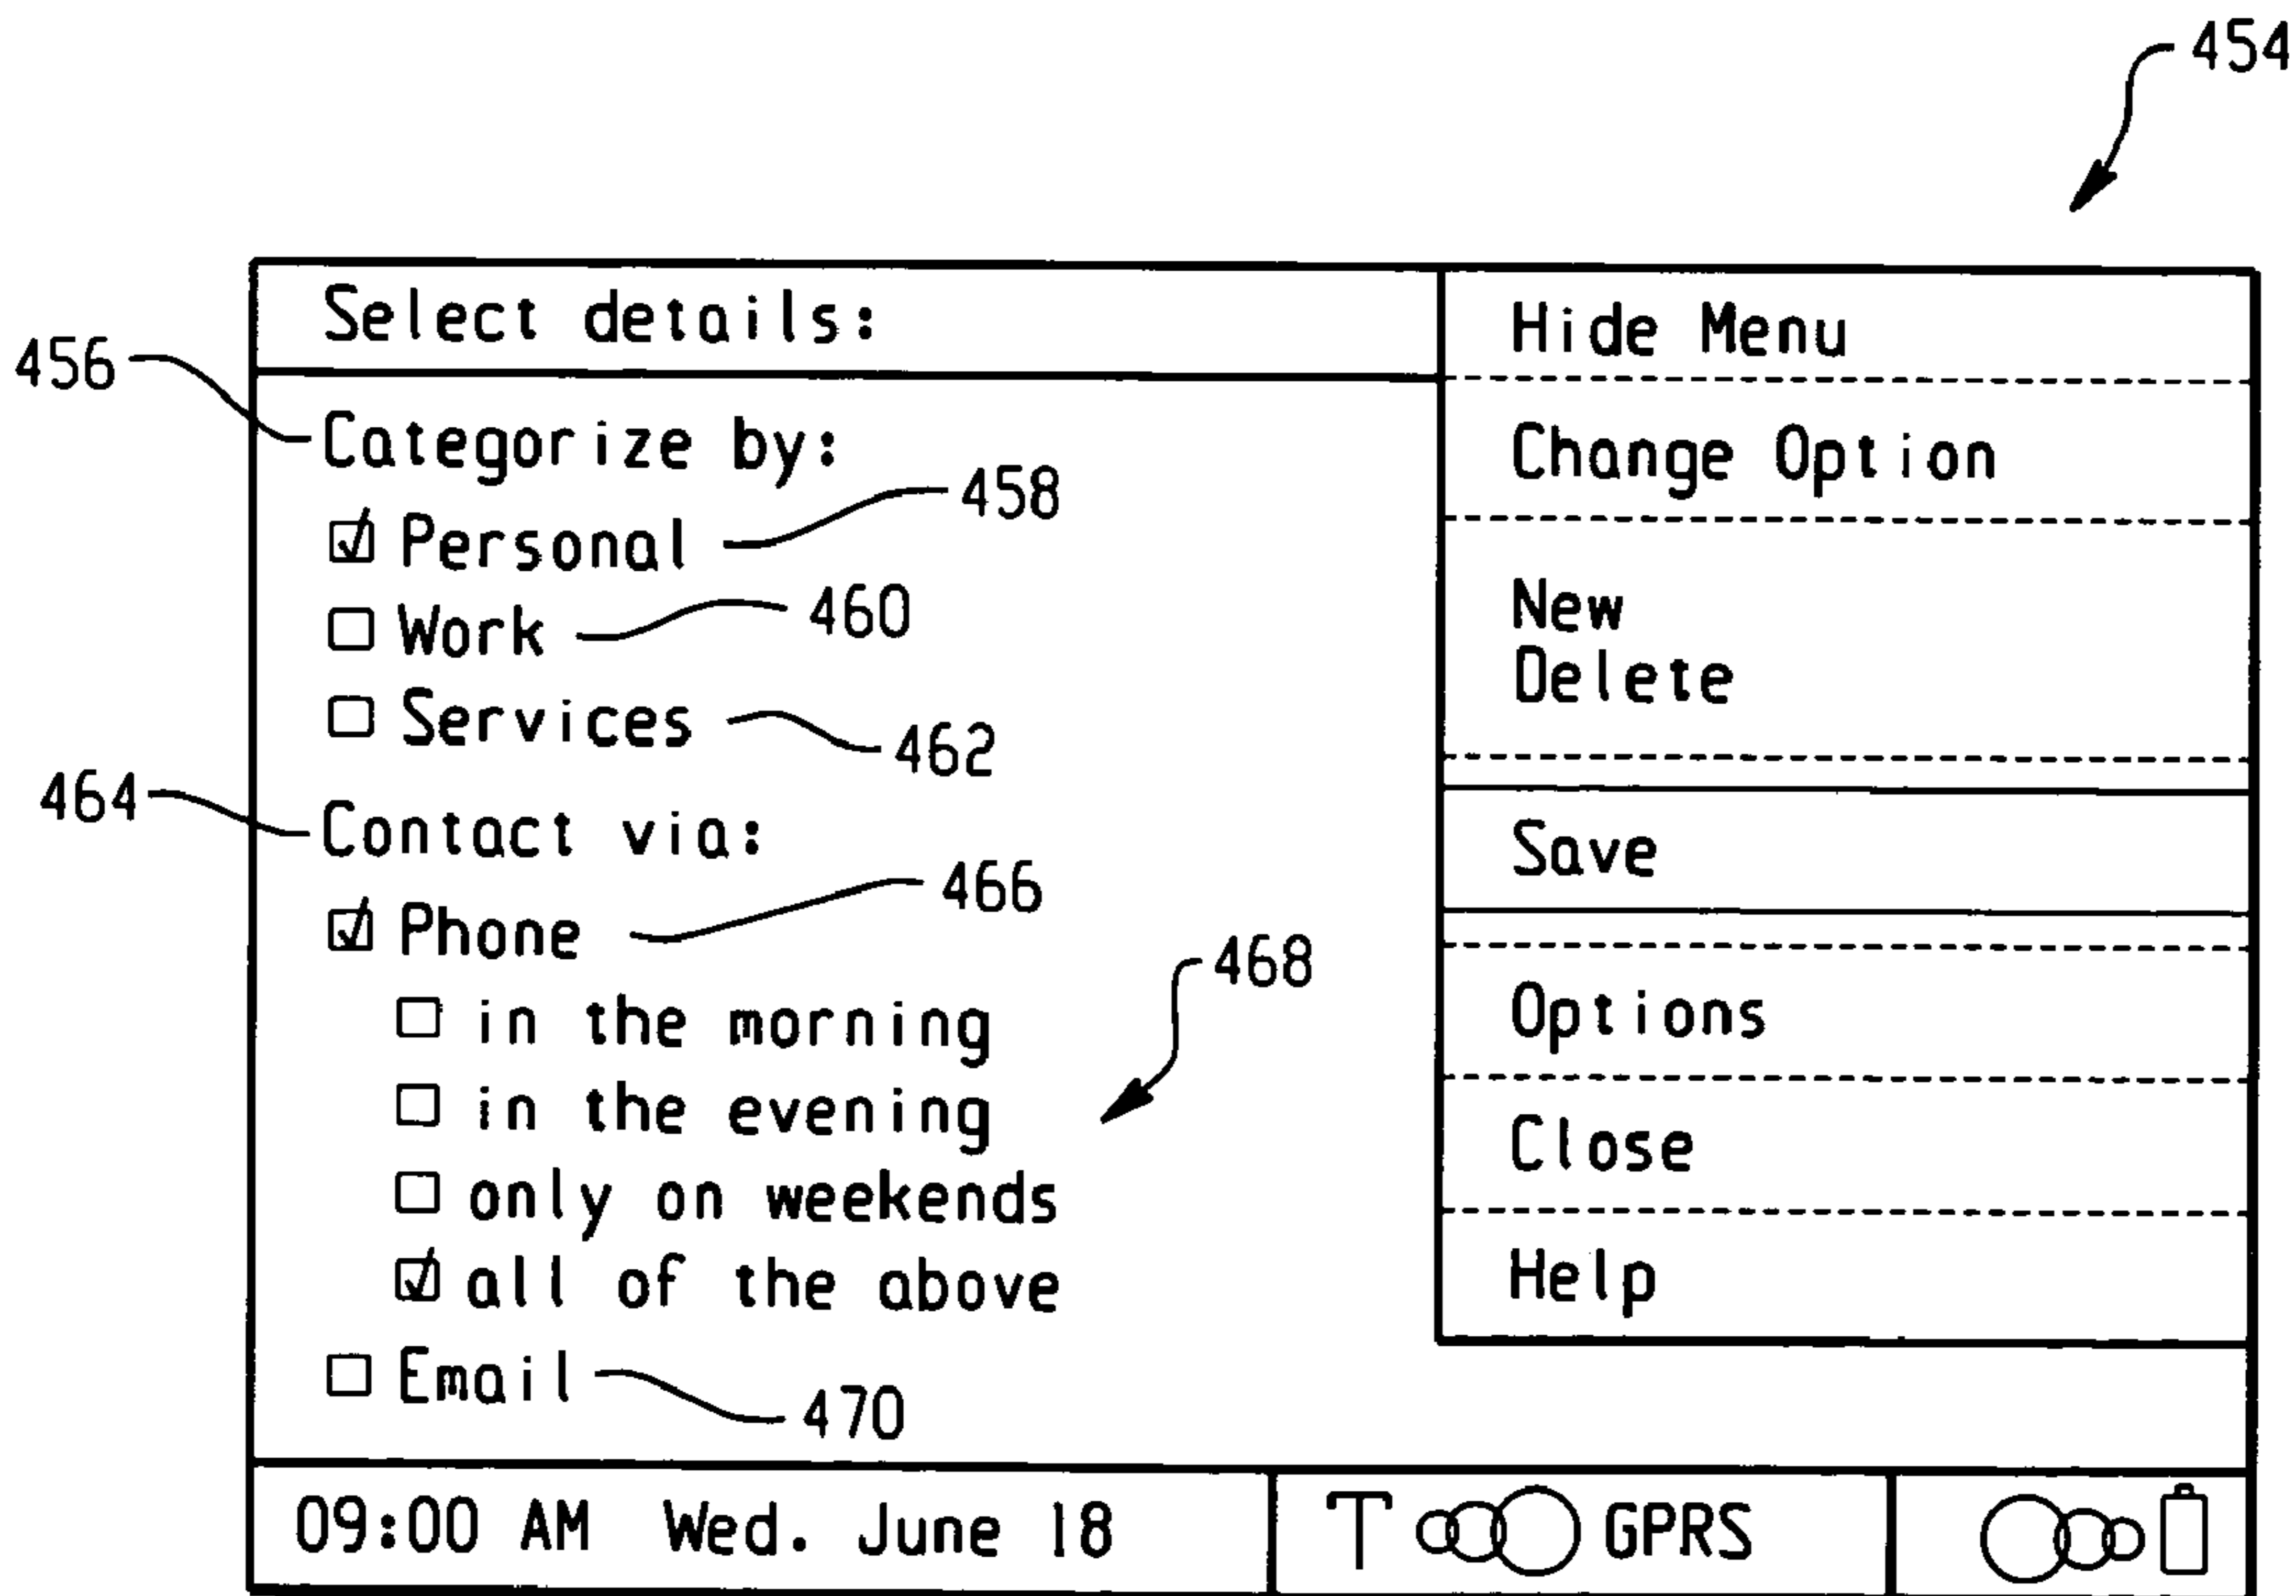 454
Select details:
456
Categorize by:
458
Personal
460
Work
Services
462
464
Contact via:
466
Phone
468
in the morning
in the evening
only on weekends
all of the above
Email
470
Hide Menu
Change Option
New
Delete
Save
Options
Close
Help
09:00 AM Wed. June 18
GPRS